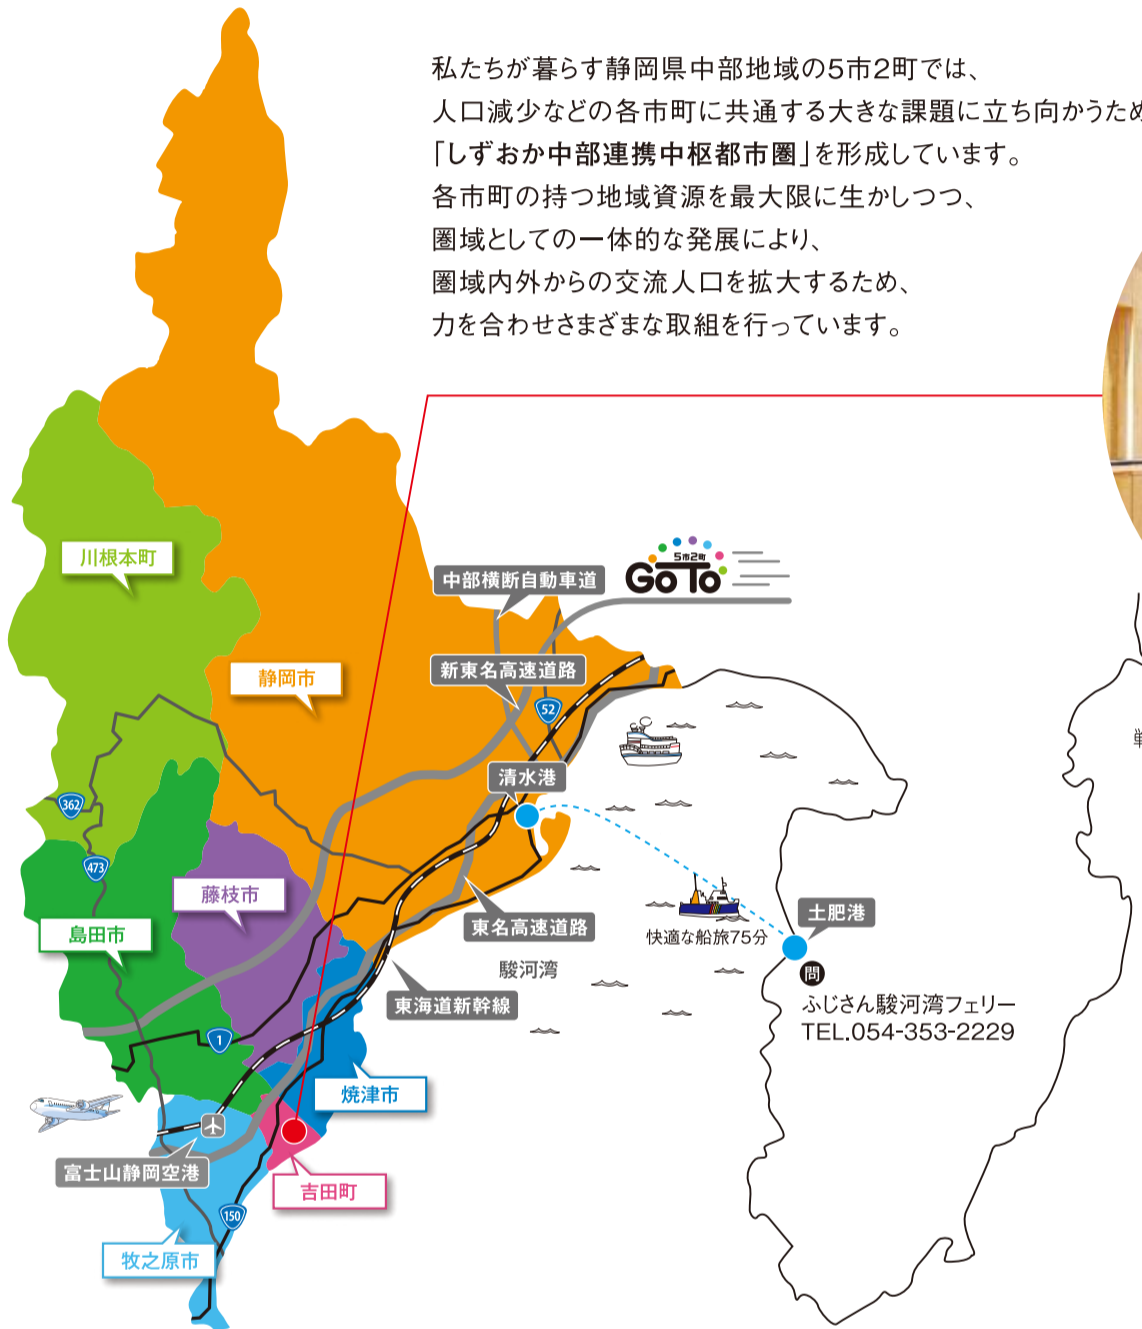 私たちが暮らす静岡県中部地域の5市2町では、
人口減少などの各市町に共通する大きな課題に立ち向かうため
「しずおか中部連携中枢都市圏」を形成しています。
各市町の持つ地域資源を最大限に生かしつつ、
圏域としての一体的な発展により、
圏域内外からの交流人口を拡大するため、
力を合わせさまざまな取組を行っています。
5市2町
GoTo
川根本町
中部横断自動車道
静岡市
新東名高速道路
52
清水港
362
473
藤枝市
島田市
東名高速道路
駿河湾
快適な船旅75分
土肥港
東海道新幹線
問
ふじさん駿河湾フェリー
TEL.054-353-2229
1
焼津市
富士山静岡空港
吉田町
150
牧之原市